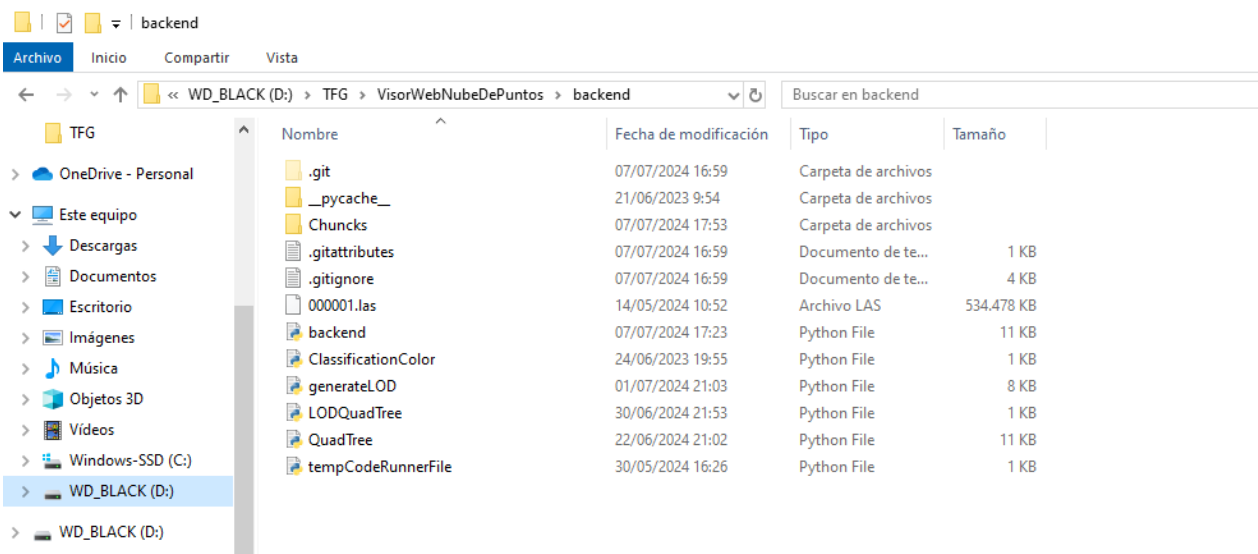 backend
Archivo Inicio Compartir Vista
« WD_BLACK (D:) > TFG > VisorWebNubeDePuntos > backend Buscar en backend
TFG
OneDrive - Personal
Este equipo
Descargas
Documentos
Escritorio
Imágenes
Música
Objetos 3D
Vídeos
Windows-SSD (C:)
WD_BLACK (D:)
WD_BLACK (D:)
Nombre Fecha de modificación Tipo Tamaño
.git 07/07/2024 16:59 Carpeta de archivos
__pycache__ 21/06/2023 9:54 Carpeta de archivos
Chuncks 07/07/2024 17:53 Carpeta de archivos
.gitattributes 07/07/2024 16:59 Documento de te... 1 KB
.gitignore 07/07/2024 16:59 Documento de te... 4 KB
000001.las 14/05/2024 10:52 Archivo LAS 534.478 KB
backend 07/07/2024 17:23 Python File 11 KB
ClassificationColor 24/06/2023 19:55 Python File 1 KB
generateLOD 01/07/2024 21:03 Python File 8 KB
LODQuadTree 30/06/2024 21:53 Python File 1 KB
QuadTree 22/06/2024 21:02 Python File 11 KB
tempCodeRunnerFile 30/05/2024 16:26 Python File 1 KB